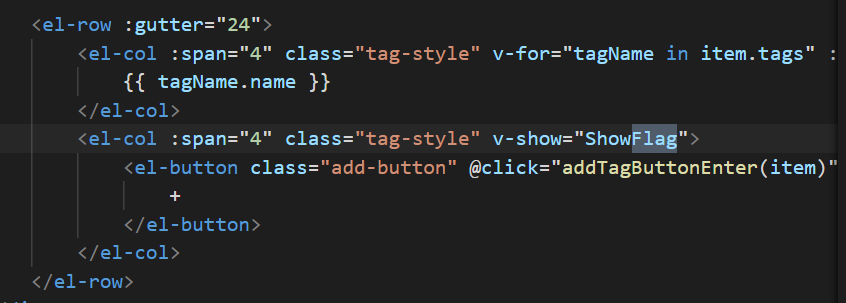 <el-row :gutter="24">
<el-col :span="4" class="tag-style" v-for="tagName in item.tags" :
{{ tagName.name }}
</el-col>
<el-col :span="4" class="tag-style" v-show="ShowFlag">
<el-button class="add-button" @click="addTagButtonEnter(item)"
+
</el-button>
</el-col>
</el-row>